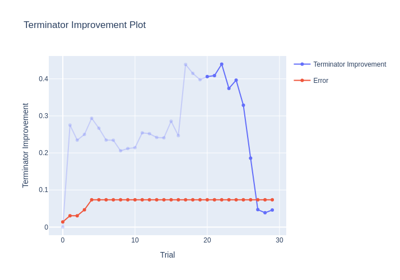 Terminator Improvement Plot
Terminator Improvement
Error
Terminator Improvement
0.4
0.3
0.2
0.1
0
0
10
20
30
Trial